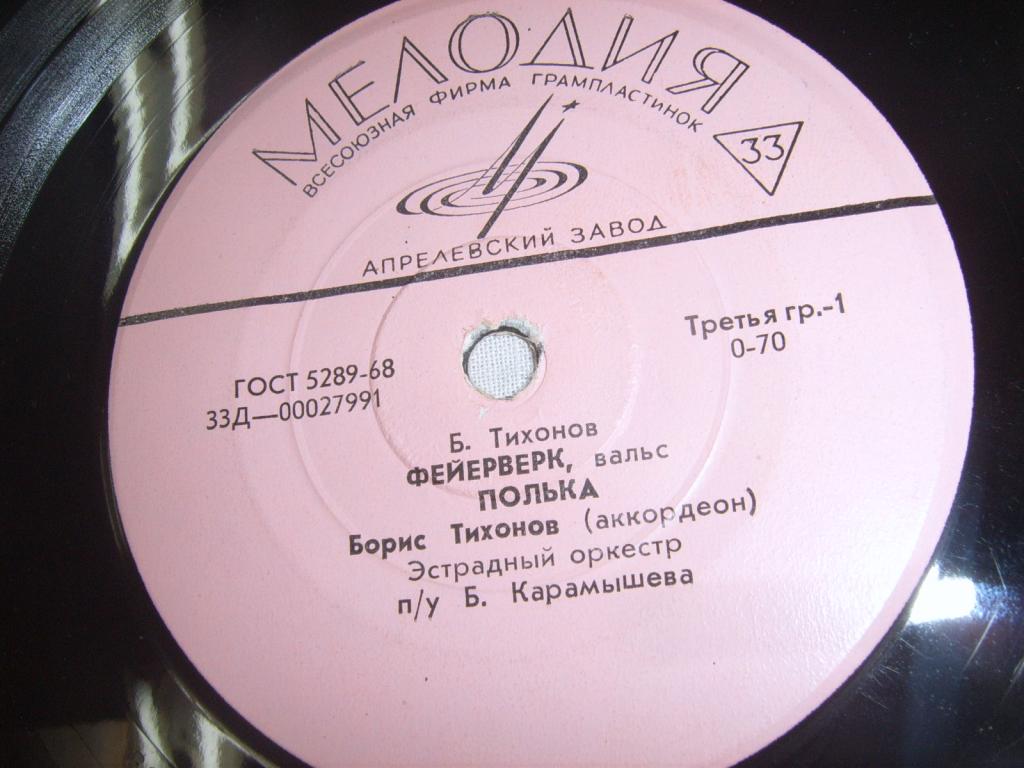 МЕЛОДИЯ
ВСЕСОЮЗНАЯ ФИРМА ГРАМПЛАСТИНОК
33
АПРЕЛЕВСКИЙ ЗАВОД
ГОСТ 5289-68
33Д—00027991
Третья гр.-1
0-70
Б. Тихонов
ФЕЙЕРВЕРК, вальс
ПОЛЬКА
Борис Тихонов (аккордеон)
Эстрадный оркестр
п/у Б. Карамышева